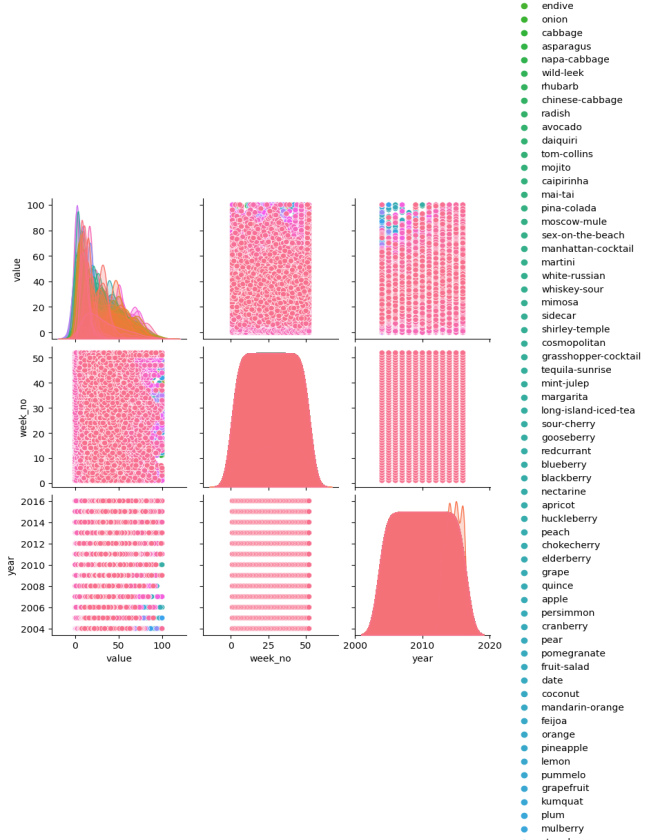 endive
onion
cabbage
asparagus
napa-cabbage
wild-leek
rhubarb
chinese-cabbage
radish
avocado
daiquiri
tom-collins
mojito
caipirinha
mai-tai
pina-colada
moscow-mule
sex-on-the-beach
manhattan-cocktail
martini
white-russian
whiskey-sour
mimosa
sidecar
shirley-temple
cosmopolitan
grasshopper-cocktail
tequila-sunrise
mint-julep
margarita
long-island-iced-tea
sour-cherry
gooseberry
redcurrant
blueberry
blackberry
nectarine
apricot
huckleberry
peach
chokecherry
elderberry
grape
quince
apple
persimmon
cranberry
pear
pomegranate
fruit-salad
date
coconut
mandarin-orange
feijoa
orange
pineapple
lemon
pummelo
grapefruit
kumquat
plum
mulberry
100
80
60
40
20
0
value
50
40
30
20
10
0
week_no
2016
2014
2012
2010
2008
2006
2004
year
0 50 100
value
0 25 50
week_no
2000 2010 2020
year